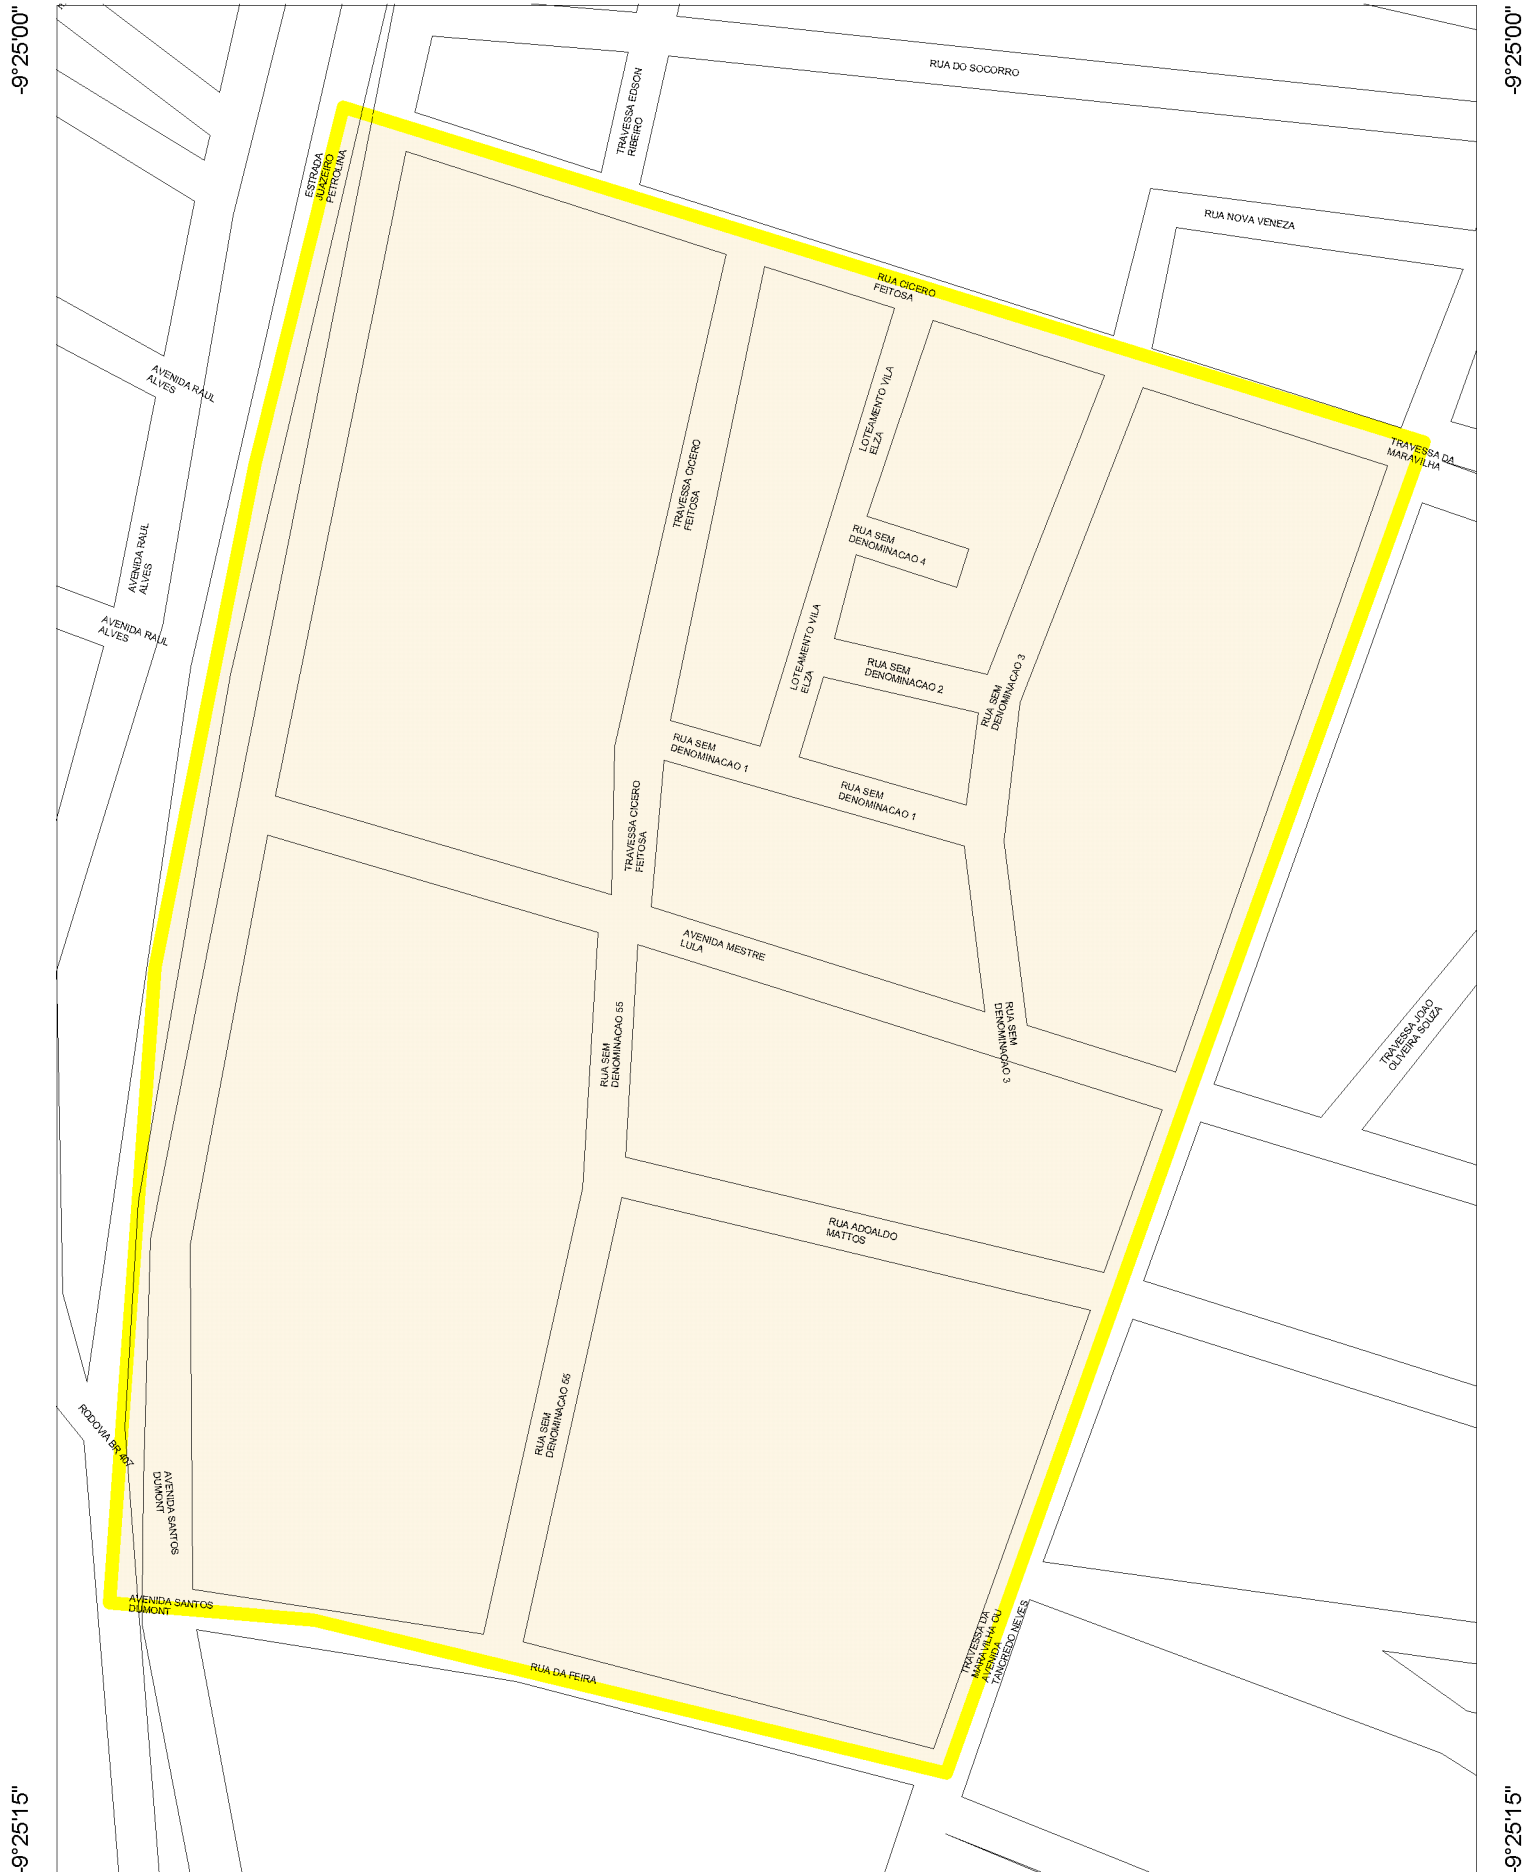 -9°25'00"
-9°25'00"
RUA DO SOCORRO
TRAVESSA EDSON
RIBEIRO
ESTRADA
JUAZEIRO
PETROLINA
RUA NOVA VENEZA
RUA CICERO
FEITOSA
AVENIDA RAUL
ALVES
LOTEAMENTO VILA
ELZA
TRAVESSA DA
MARAVILHA
TRAVESSA CICERO
FEITOSA
RUA SEM
DENOMINACAO 4
AVENIDA RAUL
ALVES
AVENIDA RAUL
ALVES
LOTEAMENTO VILA
ELZA
RUA SEM
DENOMINACAO 2
RUA SEM
DENOMINACAO 3
RUA SEM
DENOMINACAO 1
RUA SEM
DENOMINACAO 1
TRAVESSA CICERO
FEITOSA
AVENIDA MESTRE
LULA
RUA SEM
DENOMINACAO 55
RUA SEM
DENOMINACAO 3
TRAVESSA JOAO
OLIVEIRA SOUZA
RUA ADOALDO
MATTOS
RUA SEM
DENOMINACAO 55
RODOVIA BR 407
AVENIDA SANTOS
DUMONT
AVENIDA SANTOS
DUMONT
RUA DA FEIRA
TRAVESSA DA
MARAVILHA OU
AVENIDA
TANCREDO NEVES
-9°25'15"
-9°25'15"